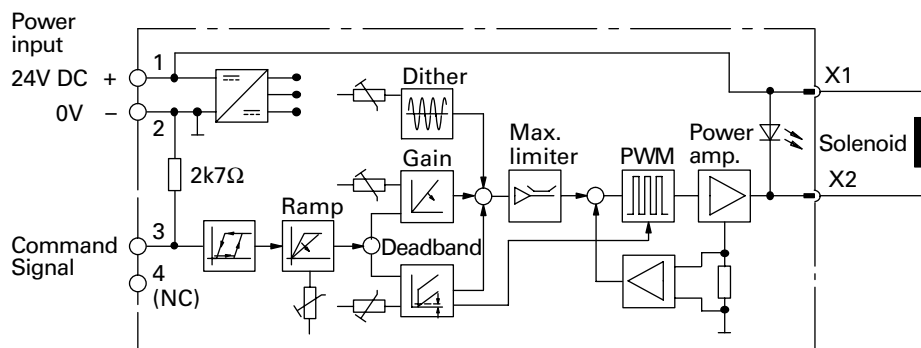 Power
input
24V DC +
0V –
1
2
2k7Ω
Command
Signal
3
4
(NC)
Ramp
Dither
Gain
Deadband
Max.
limiter
PWM
Power
amp.
X1
Solenoid
X2